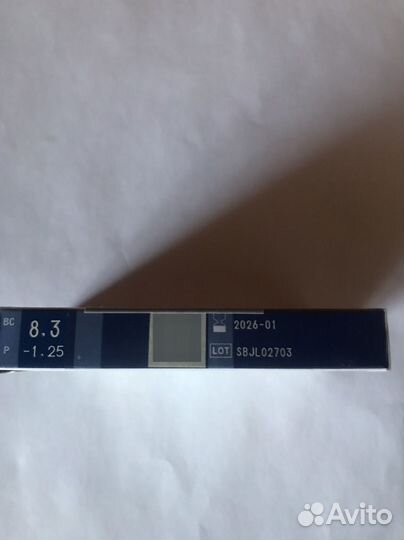 BC 8.3
P -1.25
2026-01
LOT SBJL02703
Avito